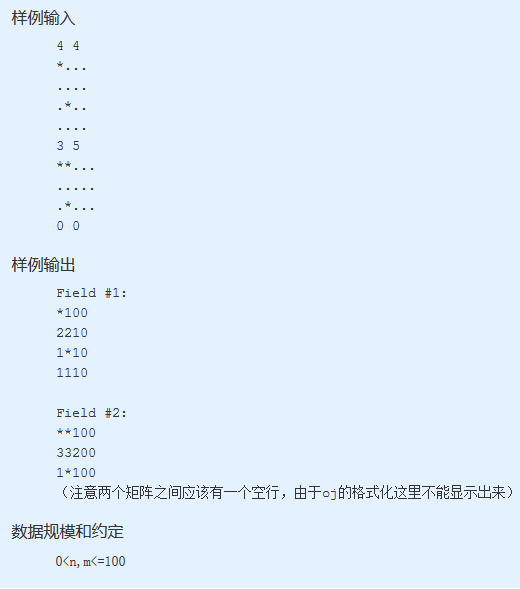 样例输入
4 4
*...
....
.*..
....
3 5
**...
.....
.*...
0 0
样例输出
Field #1:
*100
2210
1*10
1110
Field #2:
**100
33200
1*100
（注意两个矩阵之间应该有一个空行，由于oj的格式化这里不能显示出来）
数据规模和约定
0<n,m<=100